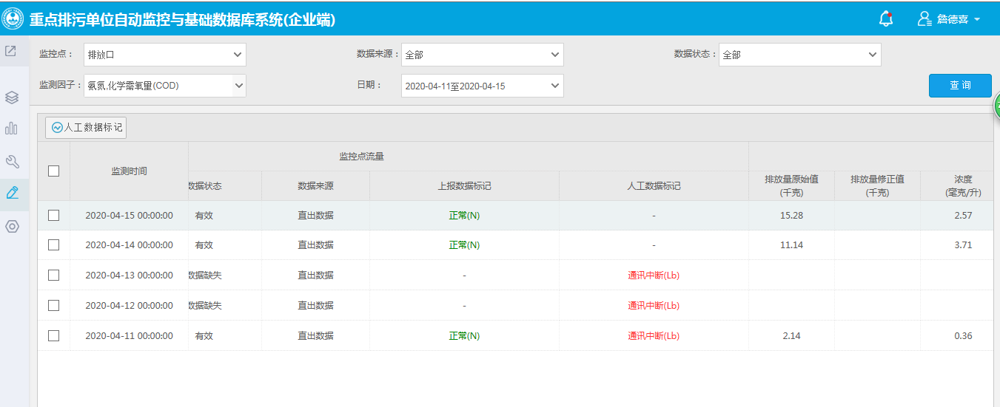 重点排污单位自动监控与基础数据库系统(企业端)
詹德喜
监控点： 排放口 数据来源： 全部 数据状态： 全部
监测因子： 氨氮,化学需氧量(COD) 日期： 2020-04-11至2020-04-15 查 询
人工数据标记
监测时间 监控点流量
数据状态 数据来源 上报数据标记 人工数据标记 排放量原始值 排放量修正值 浓度
(千克) (千克) (毫克/升)
2020-04-15 00:00:00 有效 直出数据 正常(N) - 15.28 2.57
2020-04-14 00:00:00 有效 直出数据 正常(N) - 11.14 3.71
2020-04-13 00:00:00 数据缺失 直出数据 - 通讯中断(Lb)
2020-04-12 00:00:00 数据缺失 直出数据 - 通讯中断(Lb)
2020-04-11 00:00:00 有效 直出数据 正常(N) 通讯中断(Lb) 2.14 0.36